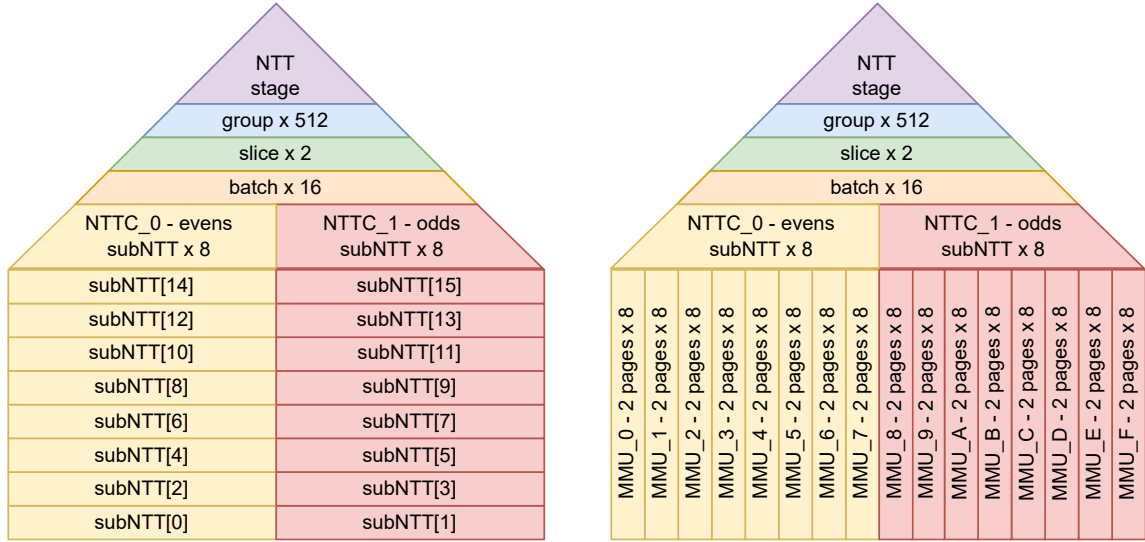 NTT
stage
group x 512
slice x 2
batch x 16
NTTC_0 - evens
subNTT x 8
NTTC_1 - odds
subNTT x 8
subNTT[14]
subNTT[15]
subNTT[12]
subNTT[13]
subNTT[10]
subNTT[11]
subNTT[8]
subNTT[9]
subNTT[6]
subNTT[7]
subNTT[4]
subNTT[5]
subNTT[2]
subNTT[3]
subNTT[0]
subNTT[1]
NTT
stage
group x 512
slice x 2
batch x 16
NTTC_0 - evens
subNTT x 8
NTTC_1 - odds
subNTT x 8
MMU_0 - 2 pages x 8
MMU_1 - 2 pages x 8
MMU_2 - 2 pages x 8
MMU_3 - 2 pages x 8
MMU_4 - 2 pages x 8
MMU_5 - 2 pages x 8
MMU_6 - 2 pages x 8
MMU_7 - 2 pages x 8
MMU_8 - 2 pages x 8
MMU_9 - 2 pages x 8
MMU_A - 2 pages x 8
MMU_B - 2 pages x 8
MMU_C - 2 pages x 8
MMU_D - 2 pages x 8
MMU_E - 2 pages x 8
MMU_F - 2 pages x 8